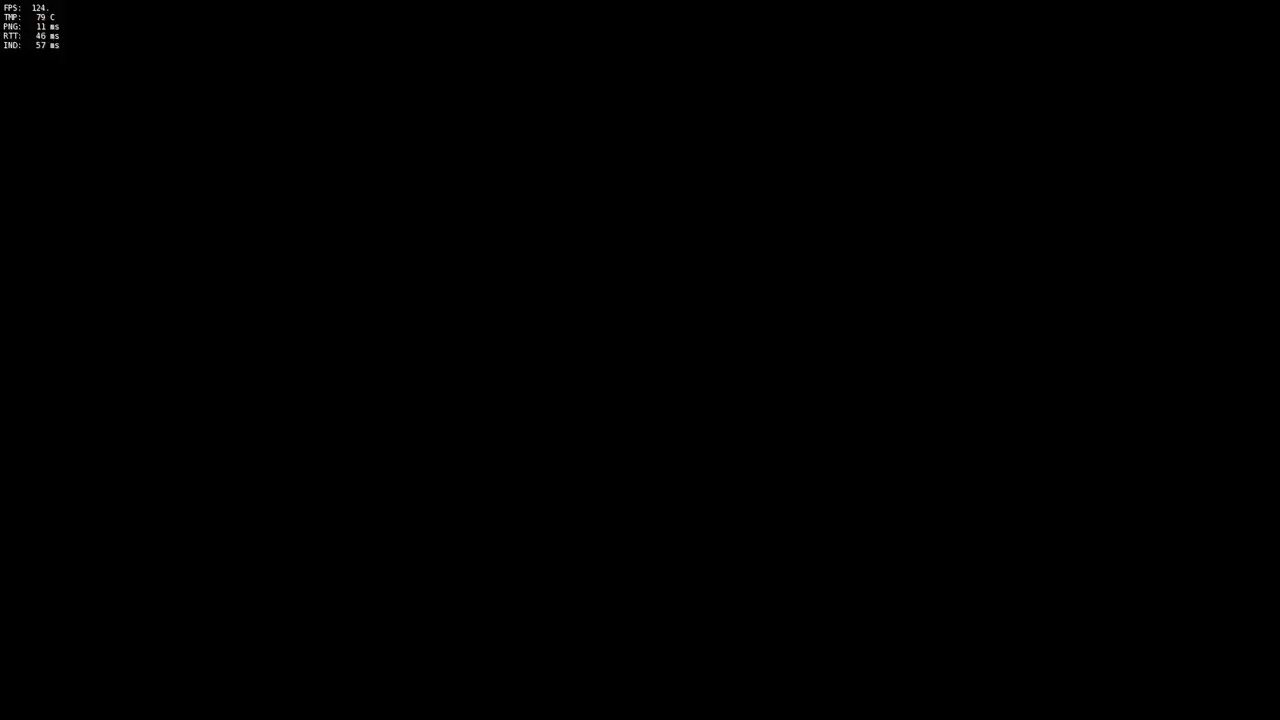 FPS: 124.
TMP: 79 C
PNG: 11 ms
RTT: 46 ms
IND: 57 ms